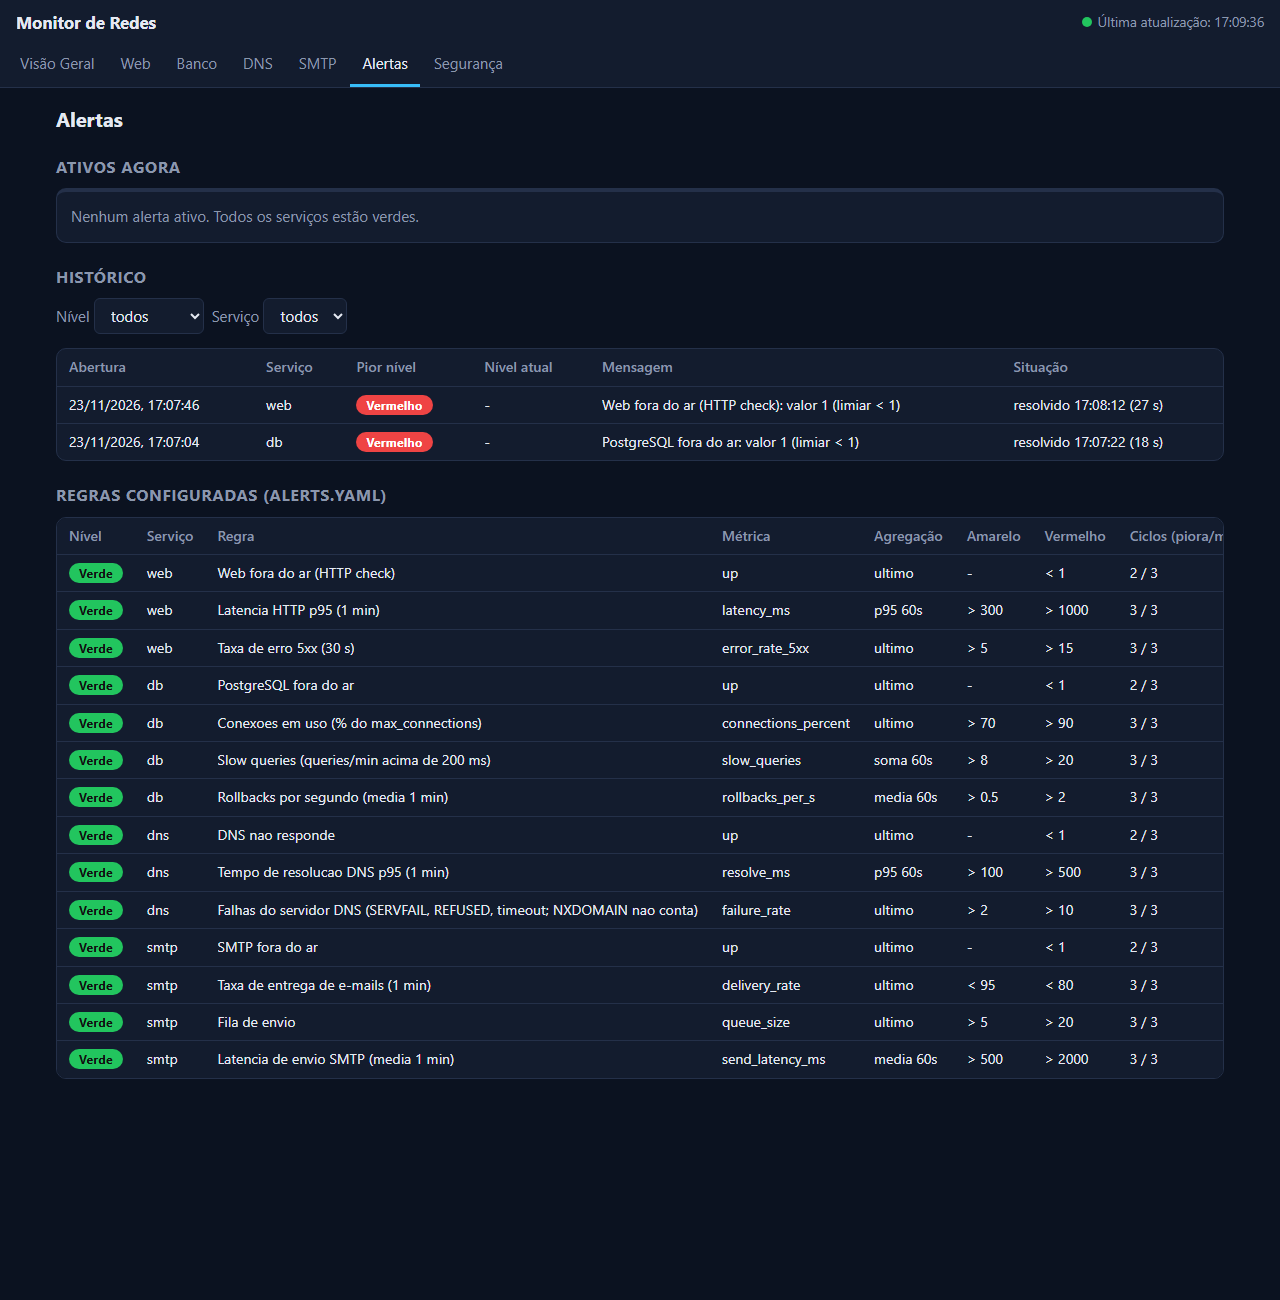 Monitor de Redes
Última atualização: 17:09:36
Visão Geral Web Banco DNS SMTP Alertas Segurança
Alertas
ATIVOS AGORA
Nenhum alerta ativo. Todos os serviços estão verdes.
HISTÓRICO
Nível todos Serviço todos
Abertura Serviço Pior nível Nível atual Mensagem Situação
23/11/2026, 17:07:46 web Vermelho - Web fora do ar (HTTP check): valor 1 (limiar < 1) resolvido 17:08:12 (27 s)
23/11/2026, 17:07:04 db Vermelho - PostgreSQL fora do ar: valor 1 (limiar < 1) resolvido 17:07:22 (18 s)
REGRAS CONFIGURADAS (ALERTS.YAML)
Nível Serviço Regra Métrica Agregação Amarelo Vermelho Ciclos (piora/
Verde web Web fora do ar (HTTP check) up ultimo - < 1 2 / 3
Verde web Latencia HTTP p95 (1 min) latency_ms p95 60s > 300 > 1000 3 / 3
Verde web Taxa de erro 5xx (30 s) error_rate_5xx ultimo > 5 > 15 3 / 3
Verde db PostgreSQL fora do ar up ultimo - < 1 2 / 3
Verde db Conexoes em uso (% do max_connections) connections_percent ultimo > 70 > 90 3 / 3
Verde db Slow queries (queries/min acima de 200 ms) slow_queries soma 60s > 8 > 20 3 / 3
Verde db Rollbacks por segundo (media 1 min) rollbacks_per_s media 60s > 0.5 > 2 3 / 3
Verde dns DNS nao responde up ultimo - < 1 2 / 3
Verde dns Tempo de resolucao DNS p95 (1 min) resolve_ms p95 60s > 100 > 500 3 / 3
Verde dns Falhas do servidor DNS (SERVFAIL, REFUSED, timeout; NXDOMAIN nao conta) failure_rate ultimo > 2 > 10 3 / 3
Verde smtp SMTP fora do ar up ultimo - < 1 2 / 3
Verde smtp Taxa de entrega de e-mails (1 min) delivery_rate ultimo < 95 < 80 3 / 3
Verde smtp Fila de envio queue_size ultimo > 5 > 20 3 / 3
Verde smtp Latencia de envio SMTP (media 1 min) send_latency_ms media 60s > 500 > 2000 3 / 3